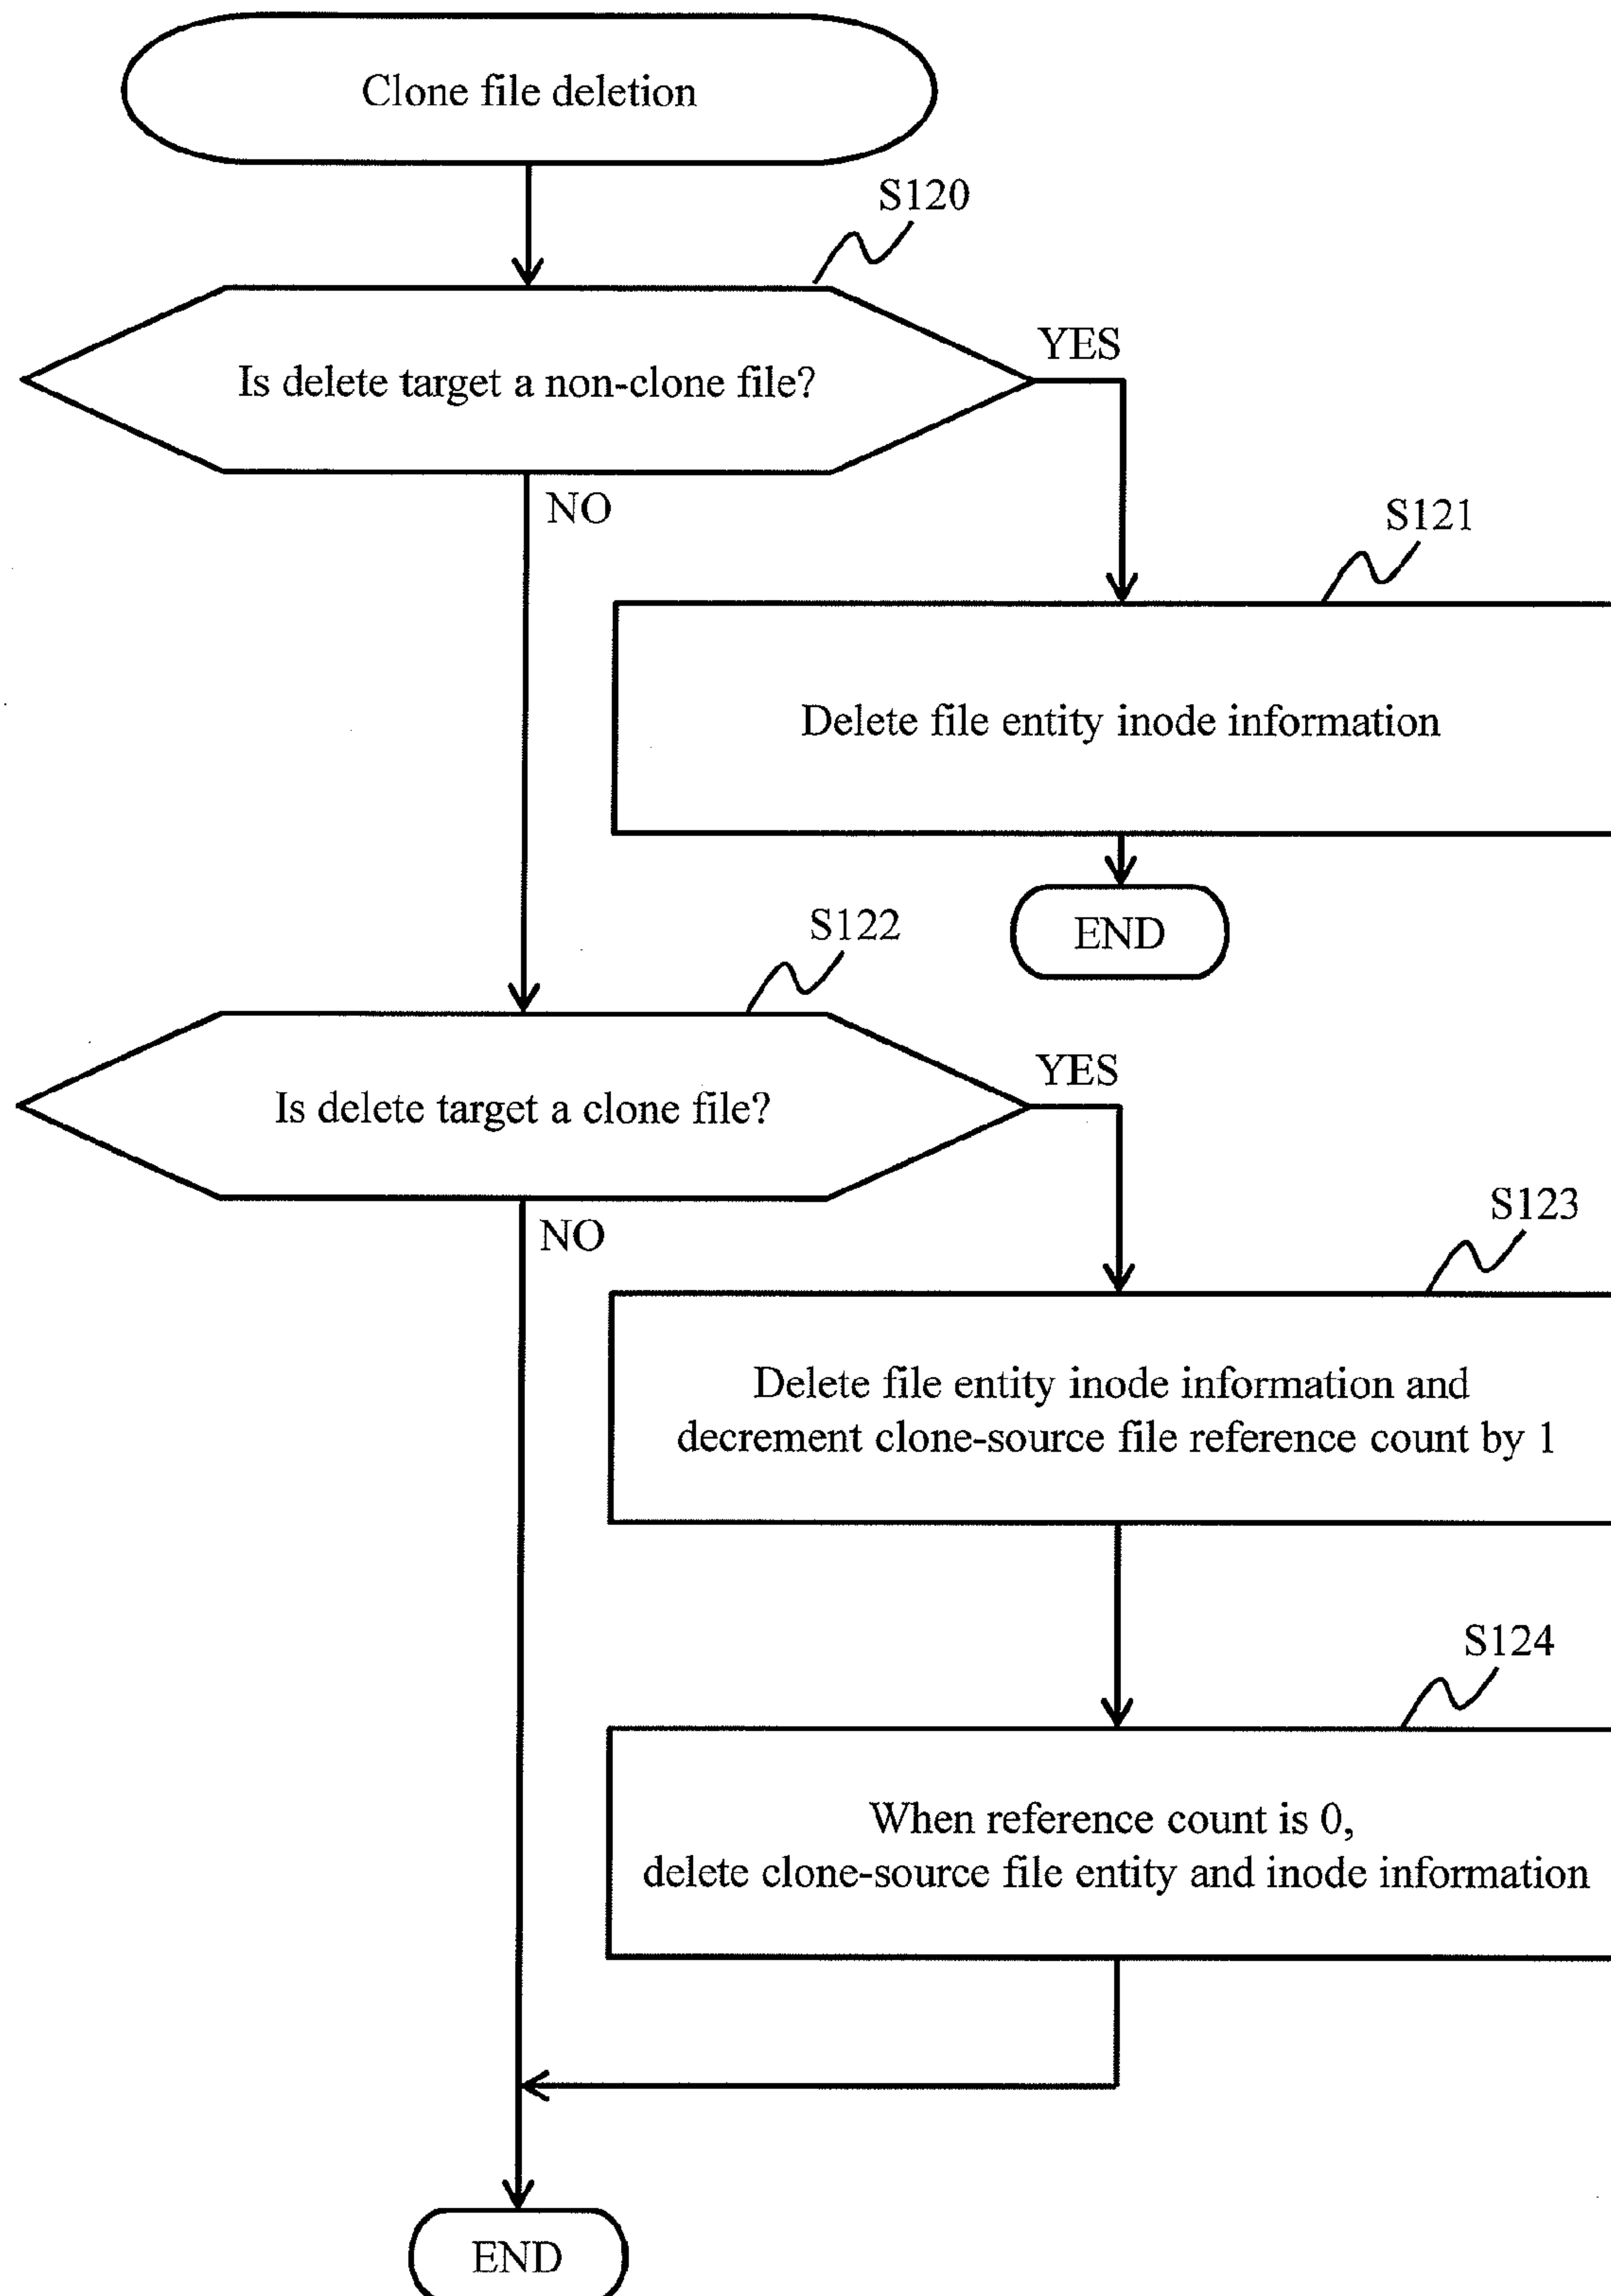 Clone file deletion
S120
Is delete target a non-clone file?
YES
NO
S121
Delete file entity inode information
END
S122
Is delete target a clone file?
YES
NO
S123
Delete file entity inode information and
decrement clone-source file reference count by 1
S124
When reference count is 0,
delete clone-source file entity and inode information
END